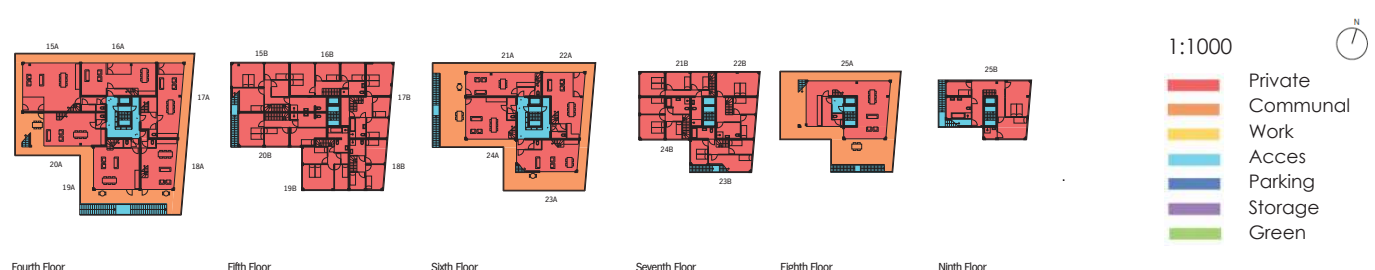 N
1:1000
Private
Communal
Work
Acces
Parking
Storage
Green
15A 16A
17A
18A
20A
19A
Fourth Floor
15B 16B
17B
18B
20B
19B
Fifth Floor
21A 22A
24A
23A
Sixth Floor
21B 22B
24B
23B
Seventh Floor
25A
Eighth Floor
25B
Ninth Floor